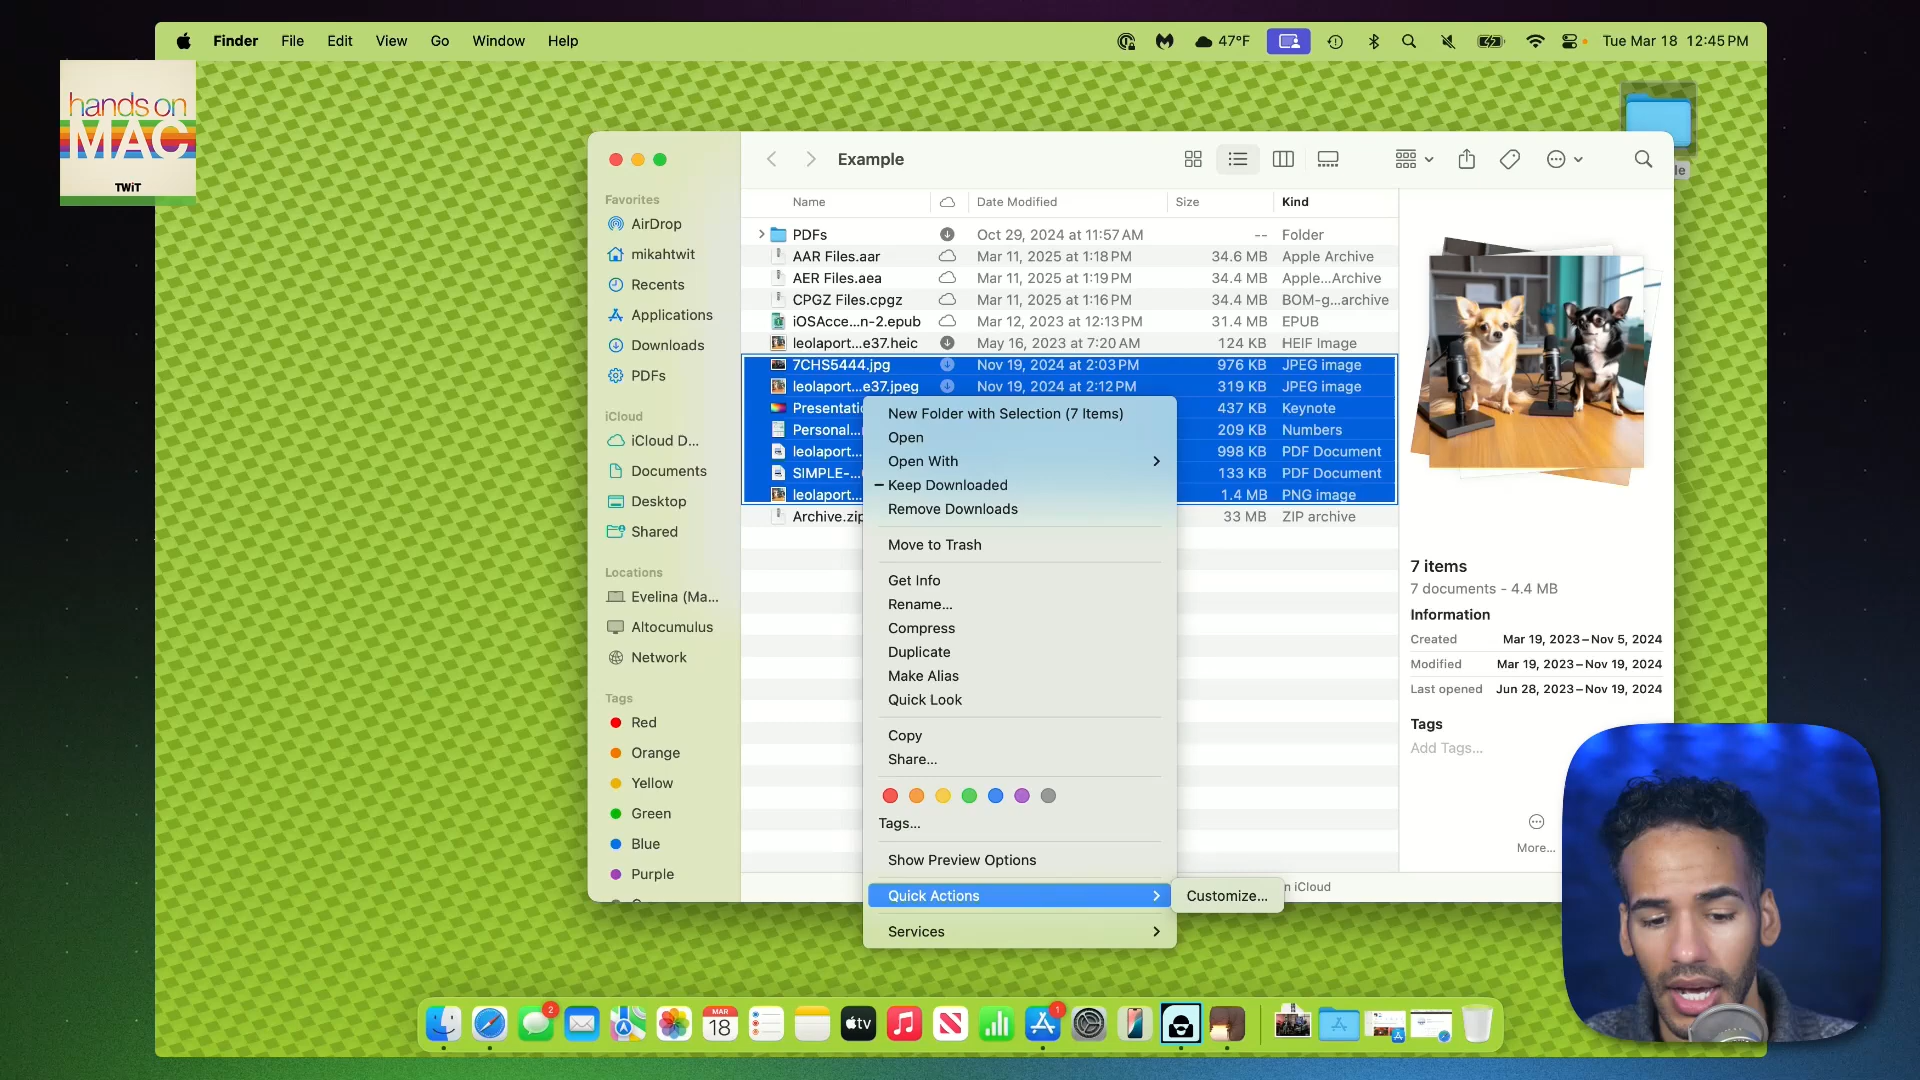 Finder File Edit View Go Window Help
47°F
Tue Mar 18 12:45 PM
hands on
MAC
TWiT
Example
Name
Date Modified
Size
Kind
Favorites
AirDrop
mikahtwit
Recents
Applications
Downloads
PDFs
iCloud
iCloud D...
Documents
Desktop
Shared
Locations
Evelina (Ma...
Altocumulus
Network
Tags
Red
Orange
Yellow
Green
Blue
Purple
PDFs Oct 29, 2024 at 11:57 AM -- Folder
AAR Files.aar Mar 11, 2025 at 1:18 PM 34.6 MB Apple Archive
AER Files.aea Mar 11, 2025 at 1:19 PM 34.4 MB Apple...Archive
CPGZ Files.cpgz Mar 11, 2025 at 1:16 PM 34.4 MB BOM-g...archive
iOSAcce...n-2.epub Mar 12, 2023 at 12:13 PM 31.4 MB EPUB
leolaport...e37.heic May 16, 2023 at 7:20 AM 124 KB HEIF Image
7CHS5444.jpg Nov 19, 2024 at 2:03 PM 976 KB JPEG image
leolaport...e37.jpeg Nov 19, 2024 at 2:12 PM 319 KB JPEG image
Presentati 437 KB Keynote
Personal... 209 KB Numbers
leolaport... 998 KB PDF Document
SIMPLE-... 133 KB PDF Document
leolaport... 1.4 MB PNG image
Archive.zip 33 MB ZIP archive
New Folder with Selection (7 Items)
Open
Open With
Keep Downloaded
Remove Downloads
Move to Trash
Get Info
Rename...
Compress
Duplicate
Make Alias
Quick Look
Copy
Share...
Tags...
Show Preview Options
Quick Actions
Customize...
Services
n iCloud
le
7 items
7 documents - 4.4 MB
Information
Created Mar 19, 2023 – Nov 5, 2024
Modified Mar 19, 2023 – Nov 19, 2024
Last opened Jun 28, 2023 – Nov 19, 2024
Tags
Add Tags...
More...
2
MAR
18
tv
1